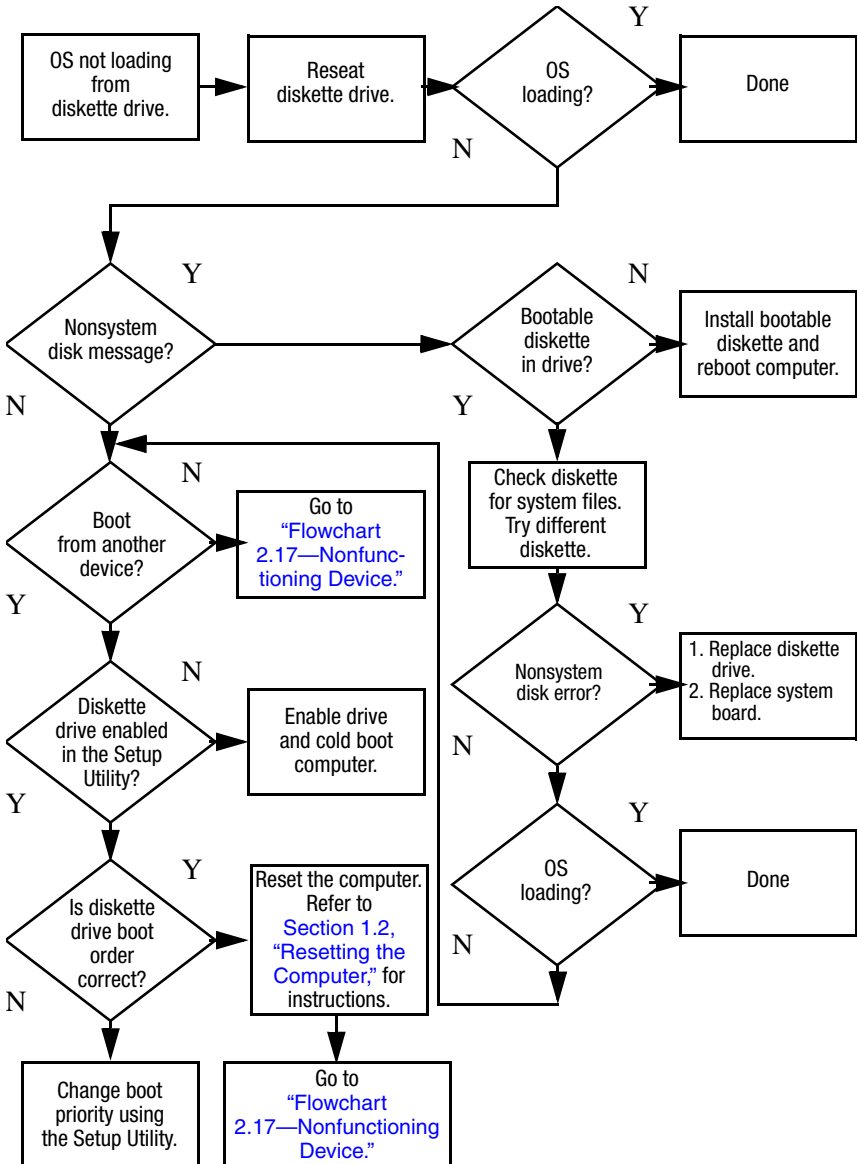 OS not loading
from
diskette drive.
Reseat
diskette drive.
OS
loading?
Y
Done
N
Nonsystem
disk message?
Y
N
Bootable
diskette
in drive?
N
Install bootable
diskette and
reboot computer.
Y
Check diskette
for system files.
Try different
diskette.
Boot
from another
device?
N
Go to
“Flowchart
2.17—Nonfunc-
tioning Device.”
Y
Nonsystem
disk error?
Y
1. Replace diskette
drive.
2. Replace system
board.
N
Diskette
drive enabled
in the Setup
Utility?
N
Enable drive
and cold boot
computer.
Y
OS
loading?
Y
Done
N
Is diskette
drive boot
order
correct?
Y
Reset the computer.
Refer to
Section 1.2,
“Resetting the
Computer,” for
instructions.
N
Change boot
priority using
the Setup Utility.
Go to
“Flowchart
2.17—Nonfunctioning
Device.”